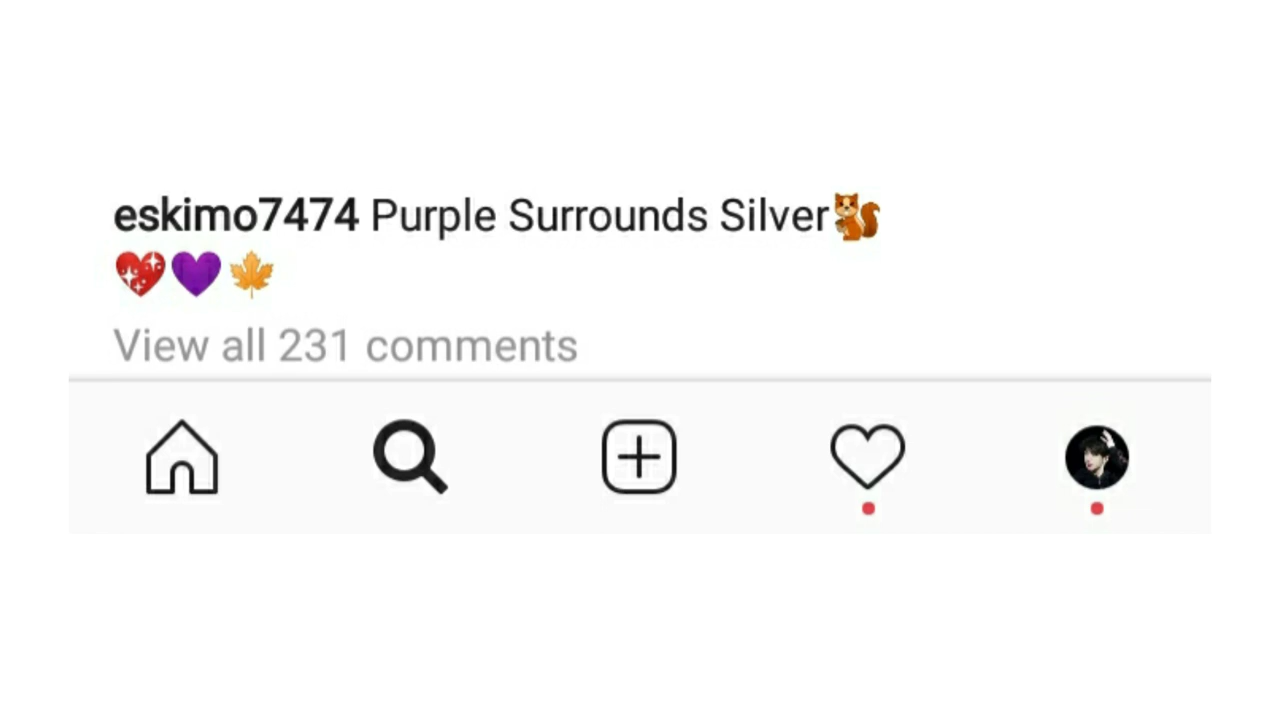 eskimo7474 Purple Surrounds Silver🐿️
💖💜🍁
View all 231 comments